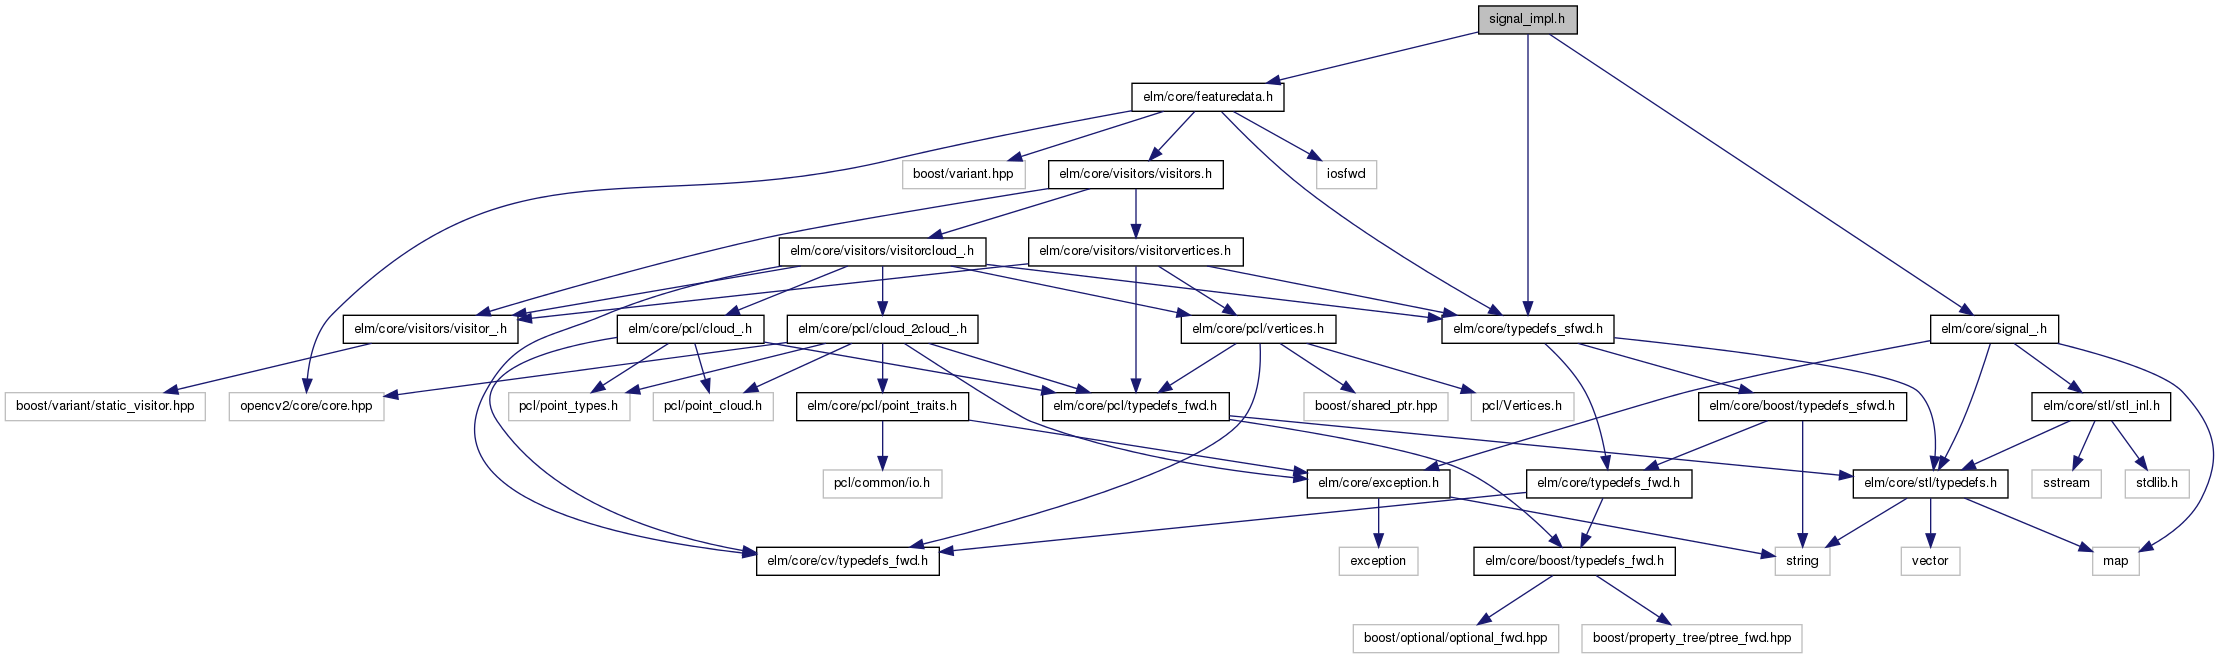 signal_impl.h
elm/core/featuredata.h
boost/variant.hpp
elm/core/visitors/visitors.h
iosfwd
elm/core/visitors/visitorcloud_.h
elm/core/visitors/visitorvertices.h
elm/core/visitors/visitor_.h
elm/core/pcl/cloud_.h
elm/core/pcl/cloud_2cloud_.h
elm/core/pcl/vertices.h
elm/core/typedefs_sfwd.h
elm/core/signal_.h
boost/variant/static_visitor.hpp
opencv2/core/core.hpp
pcl/point_types.h
pcl/point_cloud.h
elm/core/pcl/point_traits.h
elm/core/pcl/typedefs_fwd.h
boost/shared_ptr.hpp
pcl/Vertices.h
elm/core/boost/typedefs_sfwd.h
elm/core/stl/stl_inl.h
pcl/common/io.h
elm/core/exception.h
elm/core/typedefs_fwd.h
elm/core/stl/typedefs.h
sstream
stdlib.h
elm/core/cv/typedefs_fwd.h
exception
elm/core/boost/typedefs_fwd.h
string
vector
map
boost/optional/optional_fwd.hpp
boost/property_tree/ptree_fwd.hpp